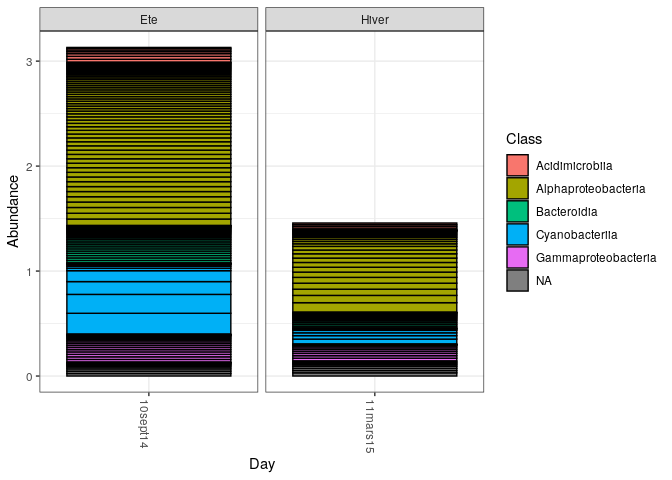 Ete
Hiver
Abundance
3
2
1
0
10sept14
11mars15
Day
Class
Acidimicrobiia
Alphaproteobacteria
Bacteroidia
Cyanobacteriia
Gammaproteobacteria
NA